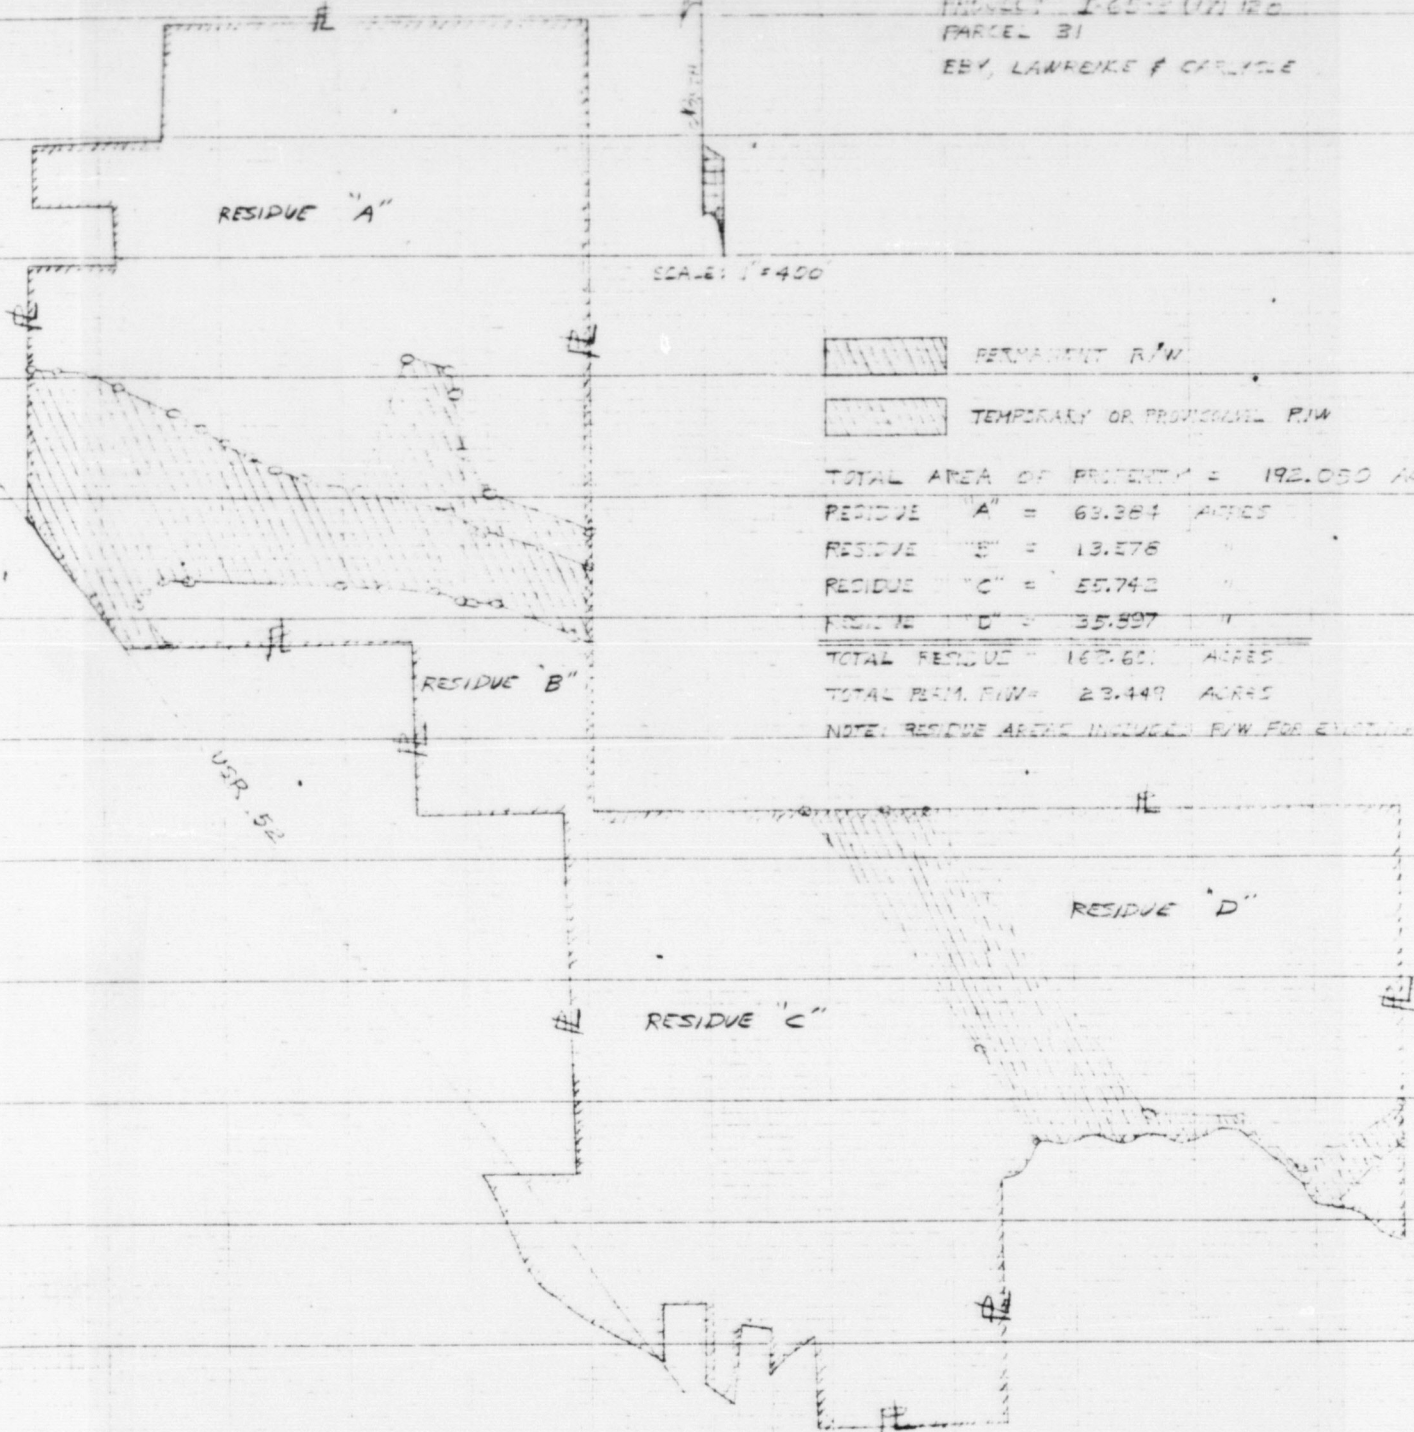 PARCEL 31
EBY, LAWRENCE & CARLYSLE
NORTH
RESIDUE "A"
SCALE: 1"=400'
PERMANENT R/W
TEMPORARY OR PROVISIONAL R/W
TOTAL AREA OF PROPERTY = 192.050
RESIDUE "A" = 63.384 ACRES
RESIDUE "B" = 13.578 "
RESIDUE "C" = 55.742 "
RESIDUE "D" = 35.897 "
TOTAL RESIDUE = 168.601 ACRES
TOTAL PERM. R/W = 23.449 ACRES
NOTE: RESIDUE AREAS INCLUDED R/W FOR
RESIDUE "B"
USR 52
RESIDUE "D"
RESIDUE "C"